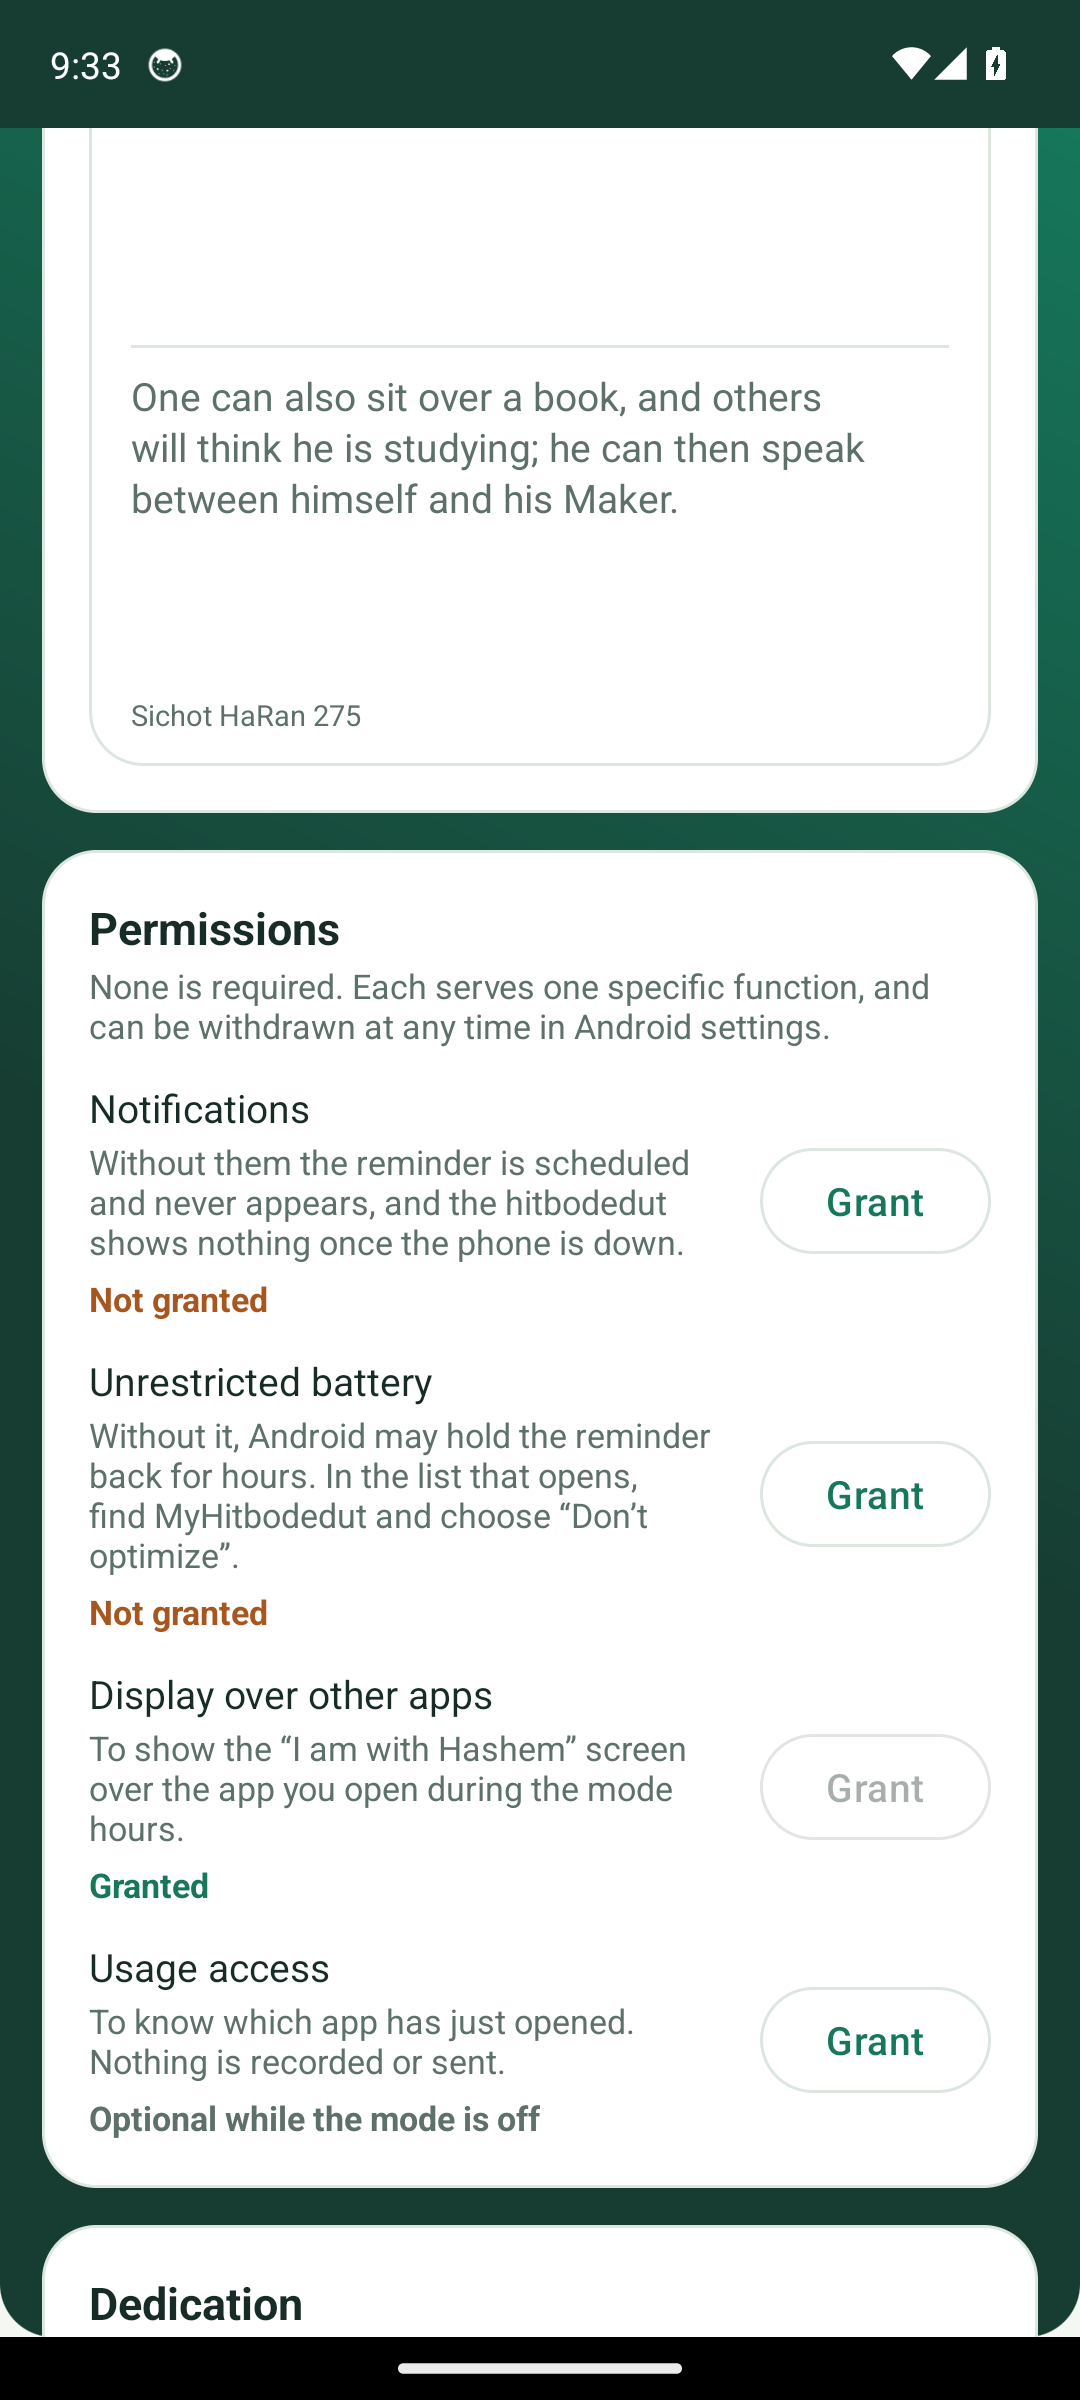 9:33
One can also sit over a book, and others
will think he is studying; he can then speak
between himself and his Maker.
Sichot HaRan 275
Permissions
None is required. Each serves one specific function, and
can be withdrawn at any time in Android settings.
Notifications
Without them the reminder is scheduled
and never appears, and the hitbodedut
shows nothing once the phone is down.
Grant
Not granted
Unrestricted battery
Without it, Android may hold the reminder
back for hours. In the list that opens,
find MyHitbodedut and choose “Don’t
optimize”.
Grant
Not granted
Display over other apps
To show the “I am with Hashem” screen
over the app you open during the mode
hours.
Grant
Granted
Usage access
To know which app has just opened.
Nothing is recorded or sent.
Grant
Optional while the mode is off
Dedication